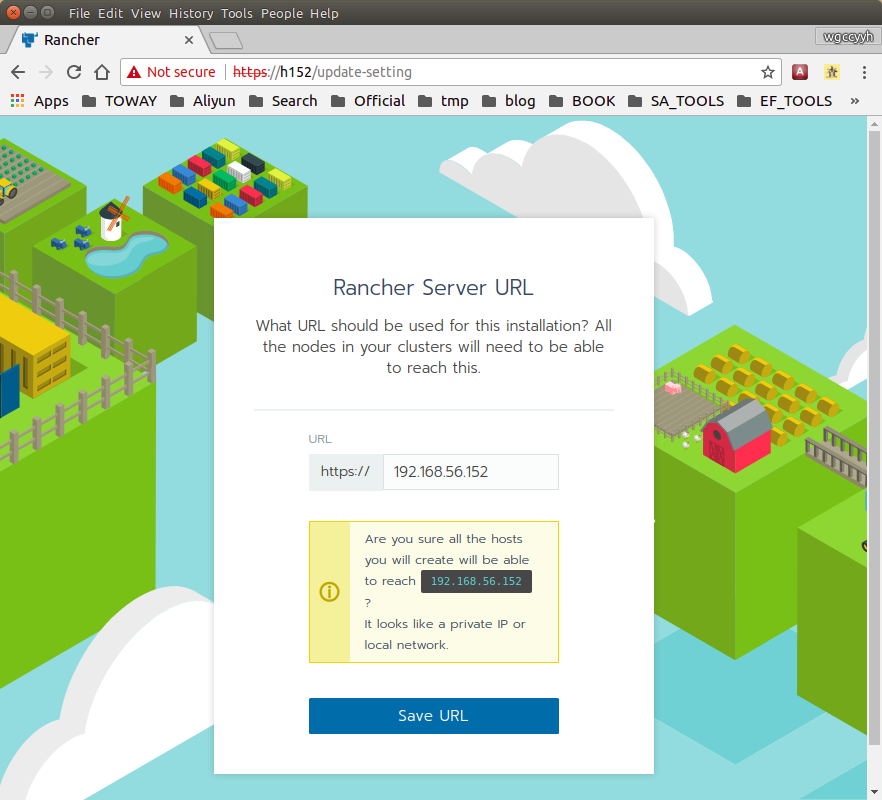 File Edit View History Tools People Help
Rancher
wgccyyh
Not secure https://h152/update-setting
Apps TOWAY Aliyun Search Official tmp blog BOOK SA_TOOLS EF_TOOLS »
Rancher Server URL
What URL should be used for this installation? All
the nodes in your clusters will need to be able
to reach this.
URL
https:// 192.168.56.152
Are you sure all the hosts
you will create will be able
to reach 192.168.56.152
?
It looks like a private IP or
local network.
Save URL